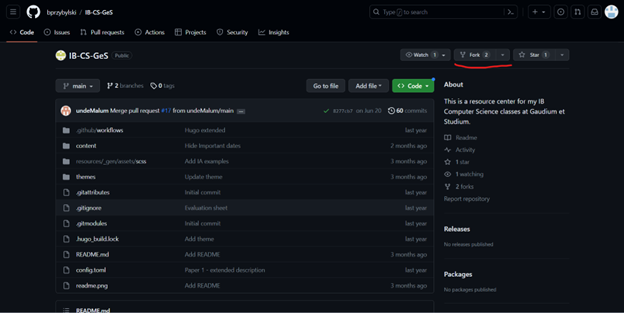 bprzybylski / IB-CS-GeS
Type / to search
Code Issues Pull requests Actions Projects Security Insights
IB-CS-GeS Public
Watch 1 Fork 2 Star 1
main 2 branches 0 tags Go to file Add file Code
undeMalum Merge pull request #17 from undeMalum/main on Jun 20 60 commits
.github/workflows Hugo extended last year
content Hide Important dates 2 months ago
resources/_gen/assets/scss Add IA examples 3 months ago
themes Update theme 3 months ago
.gitattributes Initial commit last year
.gitignore Evaluation sheet last year
.gitmodules Initial commit last year
.hugo_build.lock Add theme last year
README.md Add README 3 months ago
config.toml Paper 1 - extended description 2 months ago
readme.png Add README 3 months ago
README.md
About
This is a resource center for my IB
Computer Science classes at Gaudium et
Studium.
Readme
Activity
1 star
1 watching
2 forks
Report repository
Releases
No releases published
Packages
No packages published